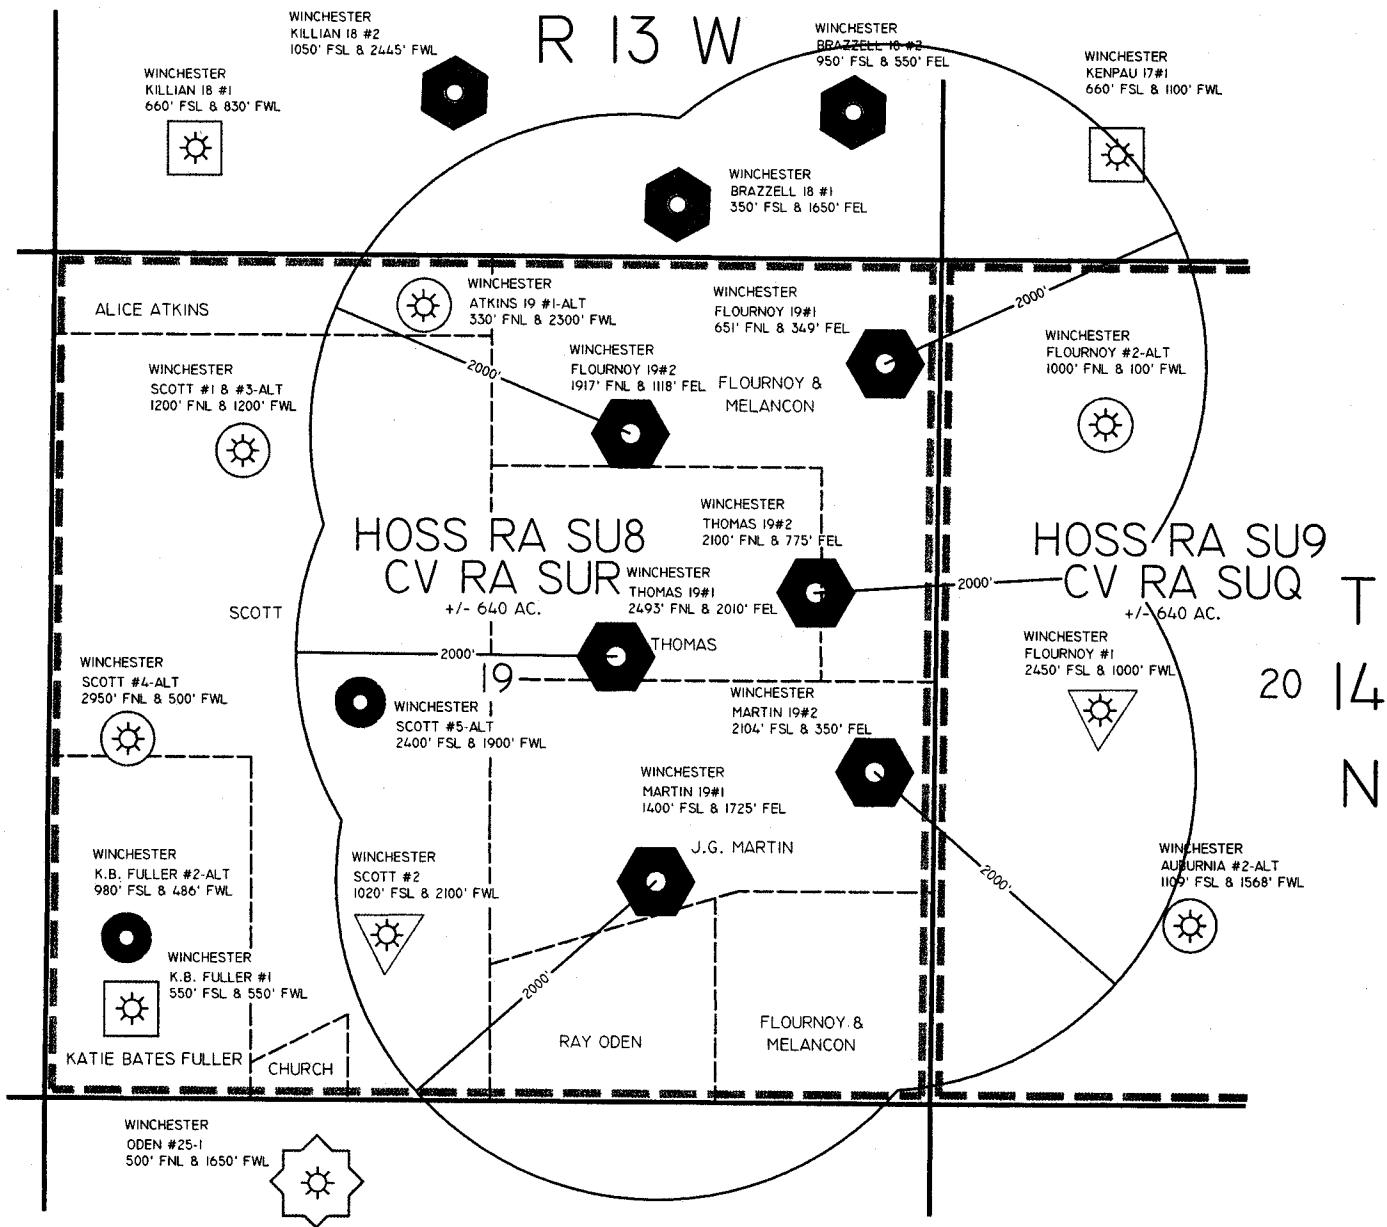 WINCHESTER
KILLIAN 18 #2
1050' FSL & 2445' FWL
R 13 W
WINCHESTER
BRAZZELL 18 #2
950' FSL & 550' FEL
WINCHESTER
KENPAU 17#1
660' FSL & 1100' FWL
WINCHESTER
KILLIAN 18 #1
660' FSL & 830' FWL
WINCHESTER
BRAZZELL 18 #1
350' FSL & 1650' FEL
ALICE ATKINS
WINCHESTER
ATKINS 19 #1-ALT
330' FNL & 2300' FWL
WINCHESTER
FLOURNOY 19#1
651' FNL & 349' FEL
2000'
WINCHESTER
FLOURNOY #2-ALT
1000' FNL & 100' FWL
WINCHESTER
SCOTT #1 & #3-ALT
1200' FNL & 1200' FWL
2000'
WINCHESTER
FLOURNOY 19#2
1917' FNL & 1118' FEL
FLOURNOY &
MELANCON
WINCHESTER
THOMAS 19#2
2100' FNL & 775' FEL
HOSS RA SU8
CV RA SUR
+/- 640 AC.
HOSS RA SU9
CV RA SUQ
+/- 640 AC.
WINCHESTER
THOMAS 19#1
2493' FNL & 2010' FEL
2000'
T
14
N
SCOTT
THOMAS
2000'
19
20
WINCHESTER
FLOURNOY #1
2450' FSL & 1000' FWL
WINCHESTER
SCOTT #4-ALT
2950' FNL & 500' FWL
WINCHESTER
SCOTT #5-ALT
2400' FSL & 1900' FWL
WINCHESTER
MARTIN 19#2
2104' FSL & 350' FEL
WINCHESTER
MARTIN 19#1
1400' FSL & 1725' FEL
J.G. MARTIN
WINCHESTER
K.B. FULLER #2-ALT
980' FSL & 486' FWL
WINCHESTER
SCOTT #2
1020' FSL & 2100' FWL
2000'
WINCHESTER
AUBURNIA #2-ALT
1109' FSL & 1568' FWL
WINCHESTER
K.B. FULLER #1
550' FSL & 550' FWL
2000'
KATIE BATES FULLER
CHURCH
RAY ODEN
FLOURNOY &
MELANCON
WINCHESTER
ODEN #25-1
500' FNL & 1650' FWL